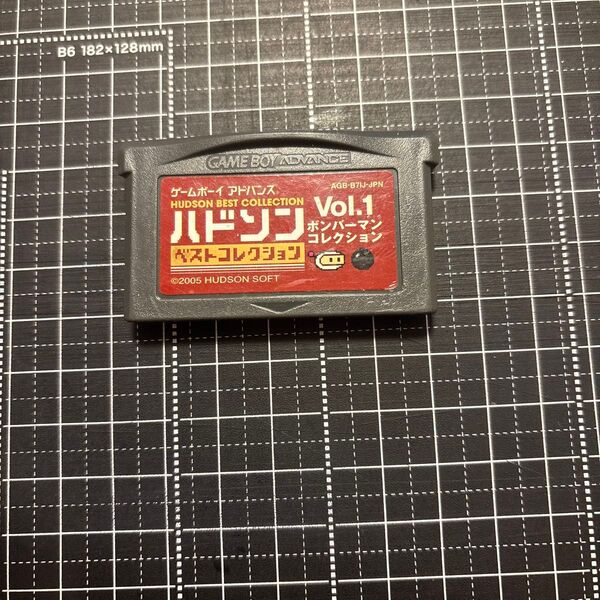 B6 182×128mm
GAME BOY ADVANCE
ゲームボーイ アドバンス
AGB-B7IJ-JPN
HUDSON BEST COLLECTION
ハドソン
ベストコレクション
Vol.1
ボンバーマン
コレクション
©2005 HUDSON SOFT